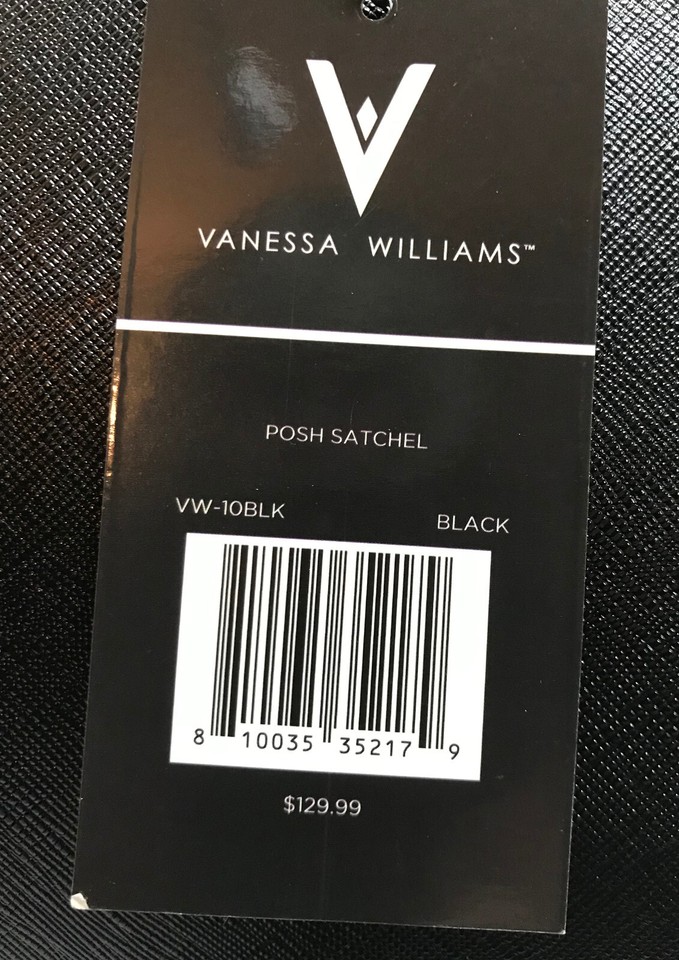 VANESSA WILLIAMS™
POSH SATCHEL
VW-10BLK BLACK
8 10035 35217 9
$129.99